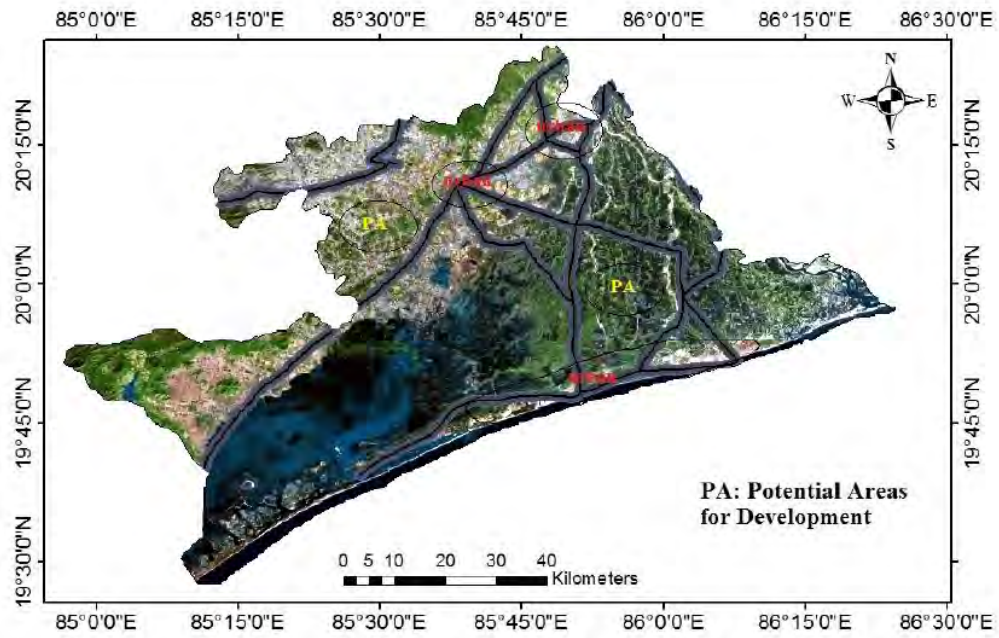 85°0'0"E 85°15'0"E 85°30'0"E 85°45'0"E 86°0'0"E 86°15'0"E 86°30'0"E
N
W E
S
20°15'0"N 20°15'0"N
urban
urban
PA
PA
20°0'0"N 20°0'0"N
urban
19°45'0"N 19°45'0"N
PA: Potential Areas
for Development
0 5 10 20 30 40
Kilometers
19°30'0"N 19°30'0"N
85°0'0"E 85°15'0"E 85°30'0"E 85°45'0"E 86°0'0"E 86°15'0"E 86°30'0"E